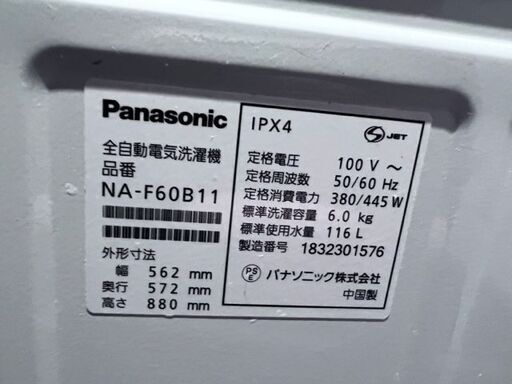 Panasonic
全自動電気洗濯機
品番
NA-F60B11
外形寸法
幅 562 mm
奥行 572 mm
高さ 880 mm
IPX4
S JET
定格電圧 100 V ～
定格周波数 50/60 Hz
定格消費電力 380/445 W
標準洗濯容量 6.0 kg
標準使用水量 116 L
製造番号 1832301576
PSE パナソニック株式会社
中国製